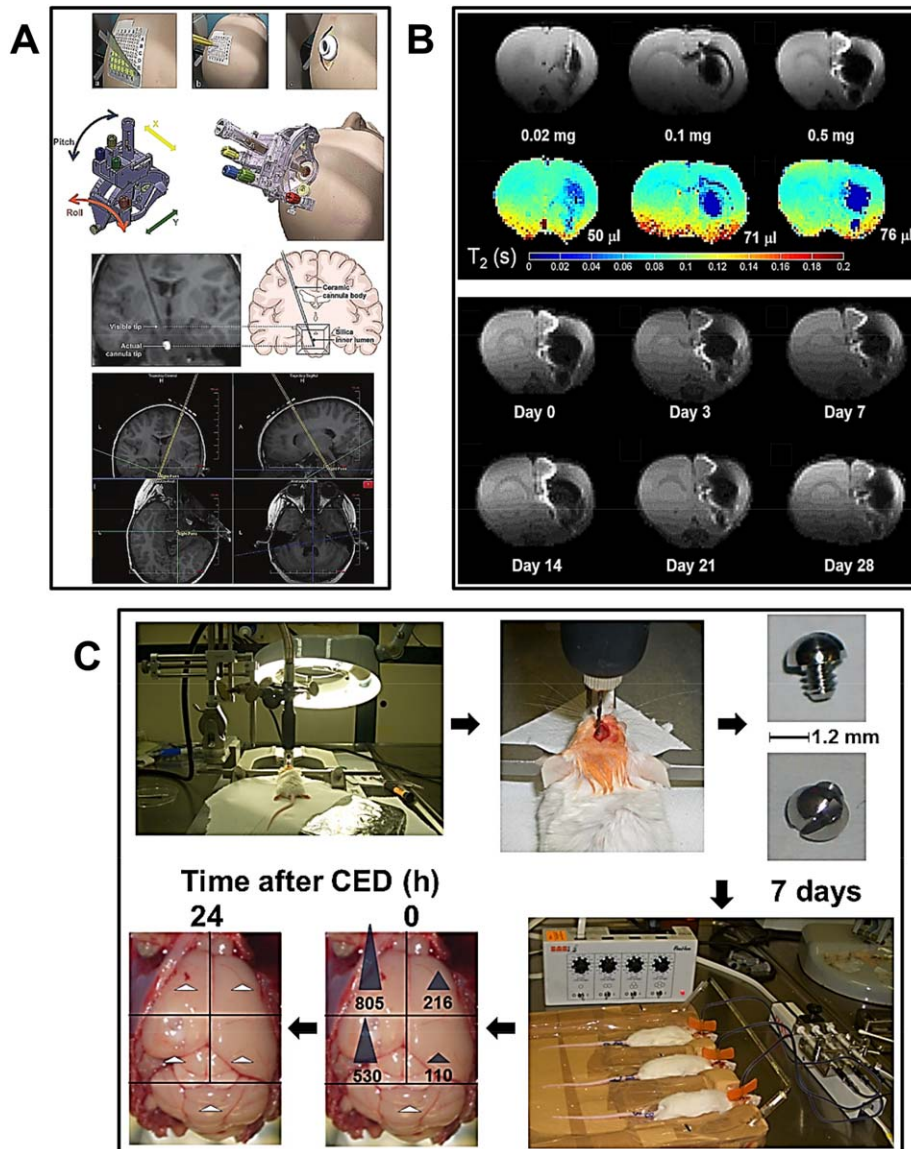 A
a
b
c
Pitch
X
Roll
Y
Ceramic
cannula body
Visible tip
Silica
inner lumen
Actual
cannula tip
B
0.02 mg
0.1 mg
0.5 mg
50 µl
71 µl
76 µl
T2 (s)
0 0.02 0.04 0.06 0.08 0.1 0.12 0.14 0.16 0.18 0.2
Day 0
Day 3
Day 7
Day 14
Day 21
Day 28
C
1.2 mm
7 days
Time after CED (h)
24
0
805
216
530
110